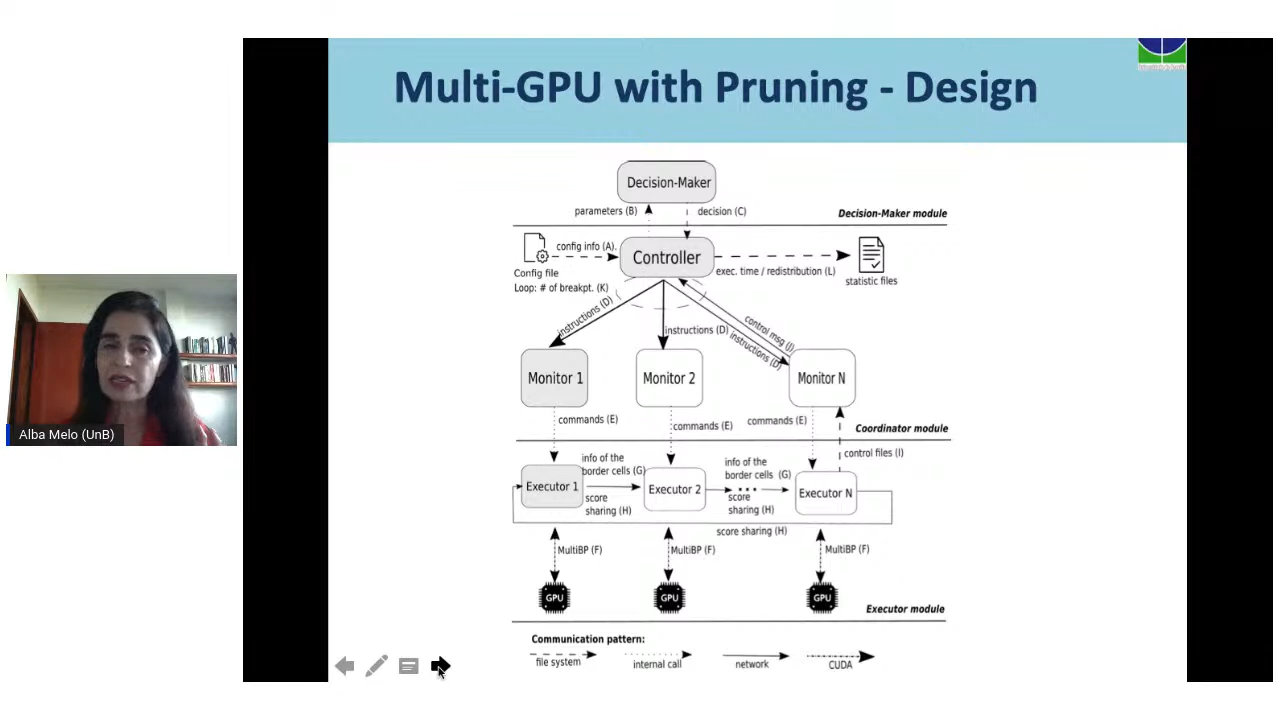 Multi-GPU with Pruning - Design
Decision-Maker
parameters (B)
decision (C)
Decision-Maker module
config info (A).
Controller
Config file
Loop: # of breakpt. (K)
exec. time / redistribution (L)
statistic files
instructions (D)
instructions (D)
control msg (J)
instructions (D)
Monitor 1
Monitor 2
Monitor N
commands (E)
commands (E)
commands (E)
Coordinator module
control files (I)
info of the
border cells (G)
info of the
border cells (G)
Executor 1
Executor 2
Executor N
score
sharing (H)
score
sharing (H)
score sharing (H)
MultiBP (F)
MultiBP (F)
MultiBP (F)
GPU
GPU
GPU
Executor module
Communication pattern:
file system
internal call
network
CUDA
Alba Melo (UnB)